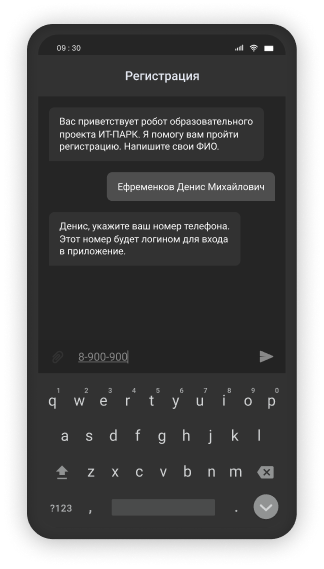 09 : 30
Регистрация
Вас приветствует робот образовательного
проекта ИТ-ПАРК. Я помогу вам пройти
регистрацию. Напишите свои ФИО.
Ефременков Денис Михайлович
Денис, укажите ваш номер телефона.
Этот номер будет логином для входа
в приложение.
8-900-900
1 2 3 4 5 6 7 8 9 0
q w e r t y u i o p
a s d f g h j k l
z x c v b n m
?123 , .